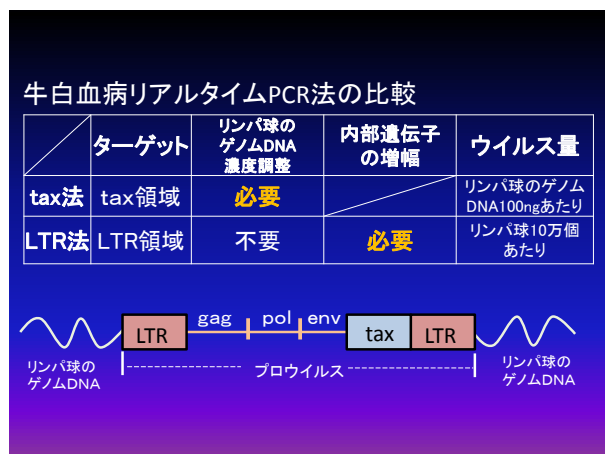 牛白血病リアルタイムPCR法の比較
ターゲット
リンパ球の
ゲノムDNA
濃度調整
内部遺伝子
の増幅
ウイルス量
tax法
tax領域
必要
リンパ球のゲノム
DNA100ngあたり
LTR法
LTR領域
不要
必要
リンパ球10万個
あたり
LTR
gag
pol
env
tax
LTR
リンパ球の
ゲノムDNA
プロウイルス
リンパ球の
ゲノムDNA